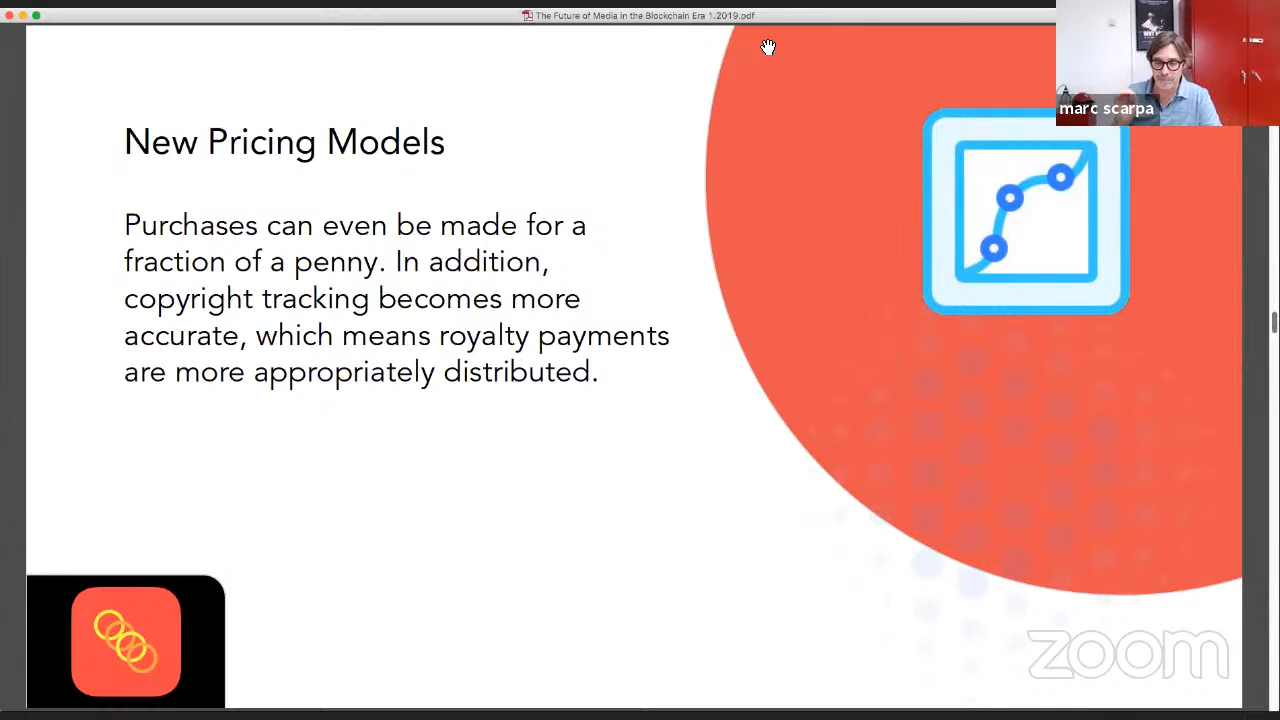 The Future of Media in the Blockchain Era 1.2019.pdf
marc scarpa
New Pricing Models
Purchases can even be made for a
fraction of a penny. In addition,
copyright tracking becomes more
accurate, which means royalty payments
are more appropriately distributed.
zoom